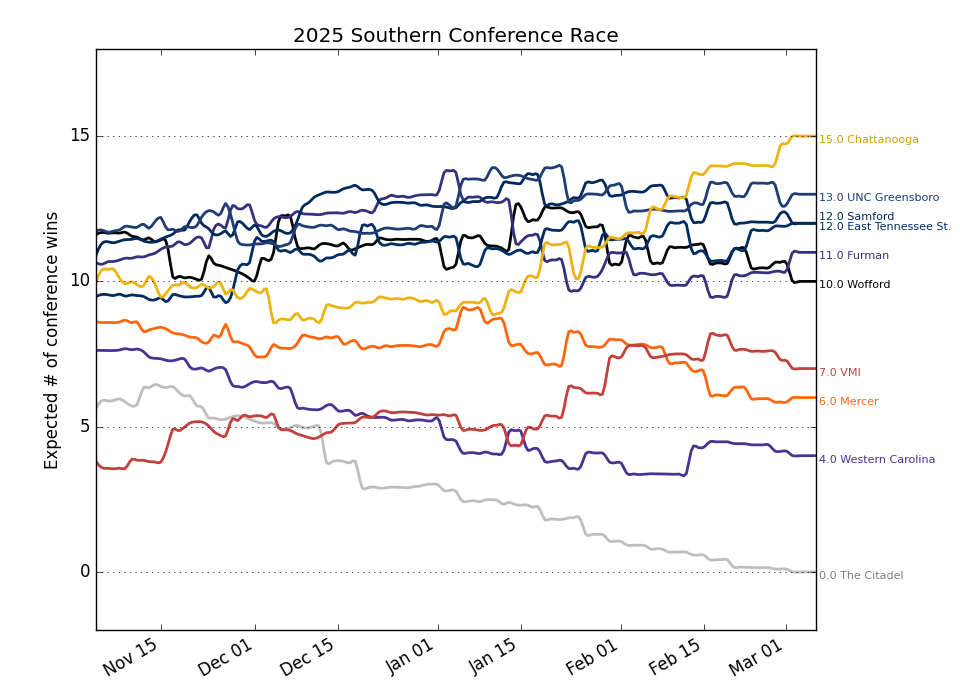 2025 Southern Conference Race
Expected # of conference wins
15
10
5
0
15.0 Chattanooga
13.0 UNC Greensboro
12.0 Samford
12.0 East Tennessee St.
11.0 Furman
10.0 Wofford
7.0 VMI
6.0 Mercer
4.0 Western Carolina
0.0 The Citadel
Nov 15
Dec 01
Dec 15
Jan 01
Jan 15
Feb 01
Feb 15
Mar 01